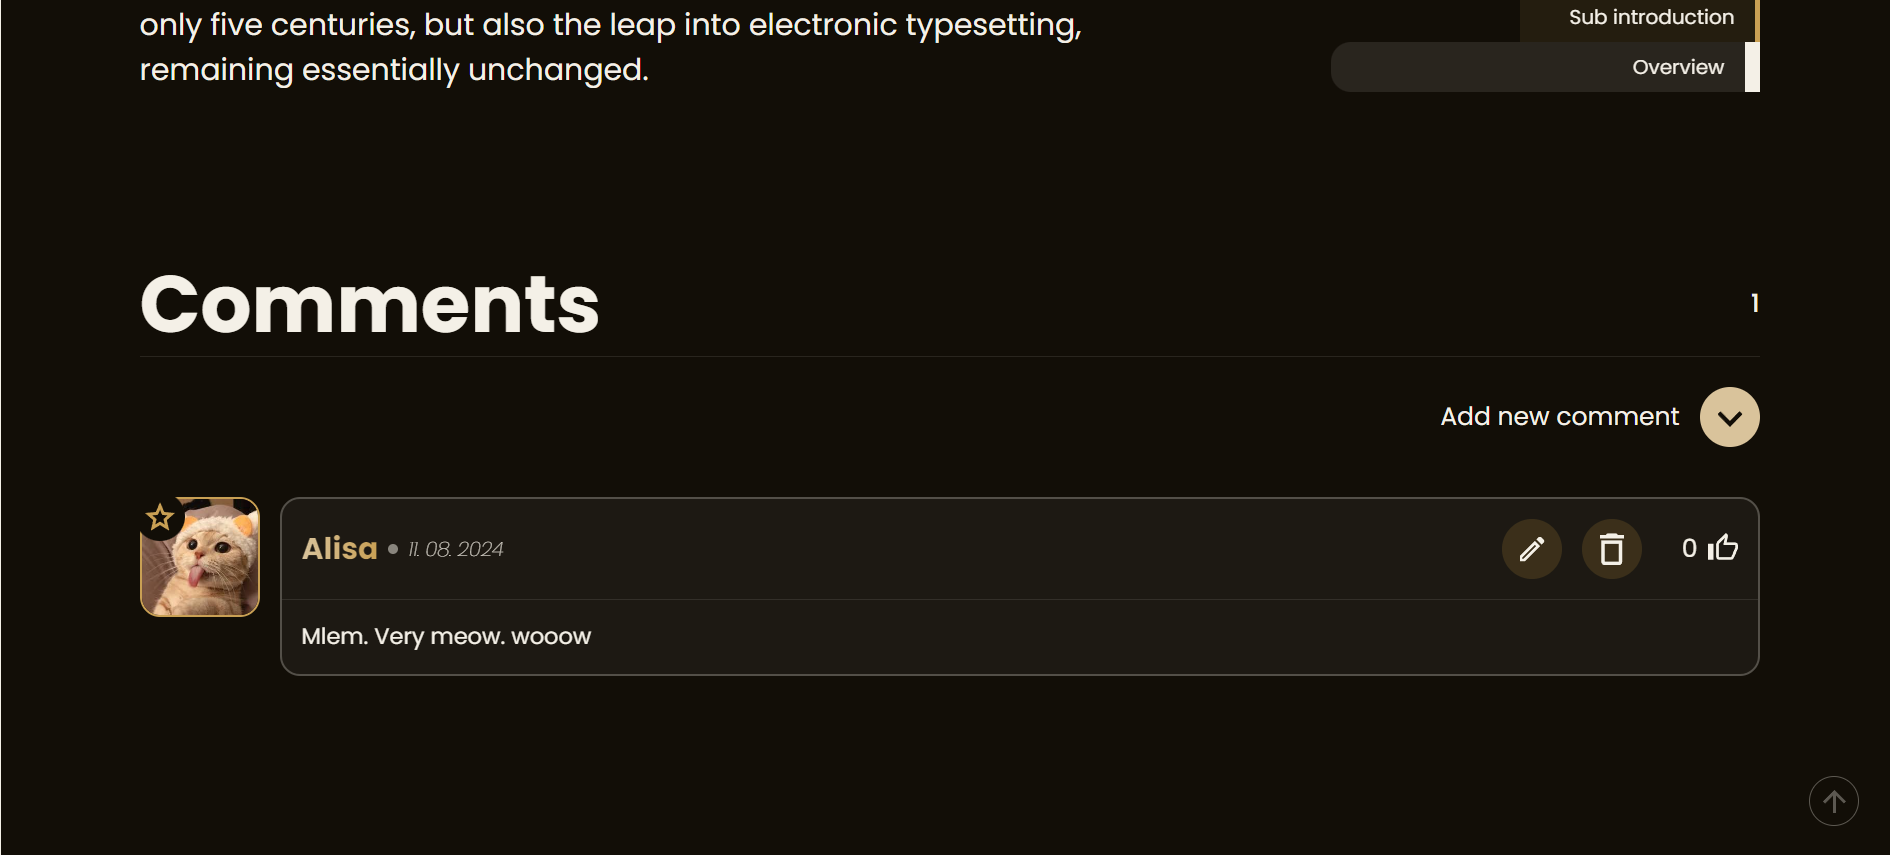 only five centuries, but also the leap into electronic typesetting,
remaining essentially unchanged.
Sub introduction
Overview
Comments
1
Add new comment
Alisa
11. 08. 2024
0
Mlem. Very meow. wooow